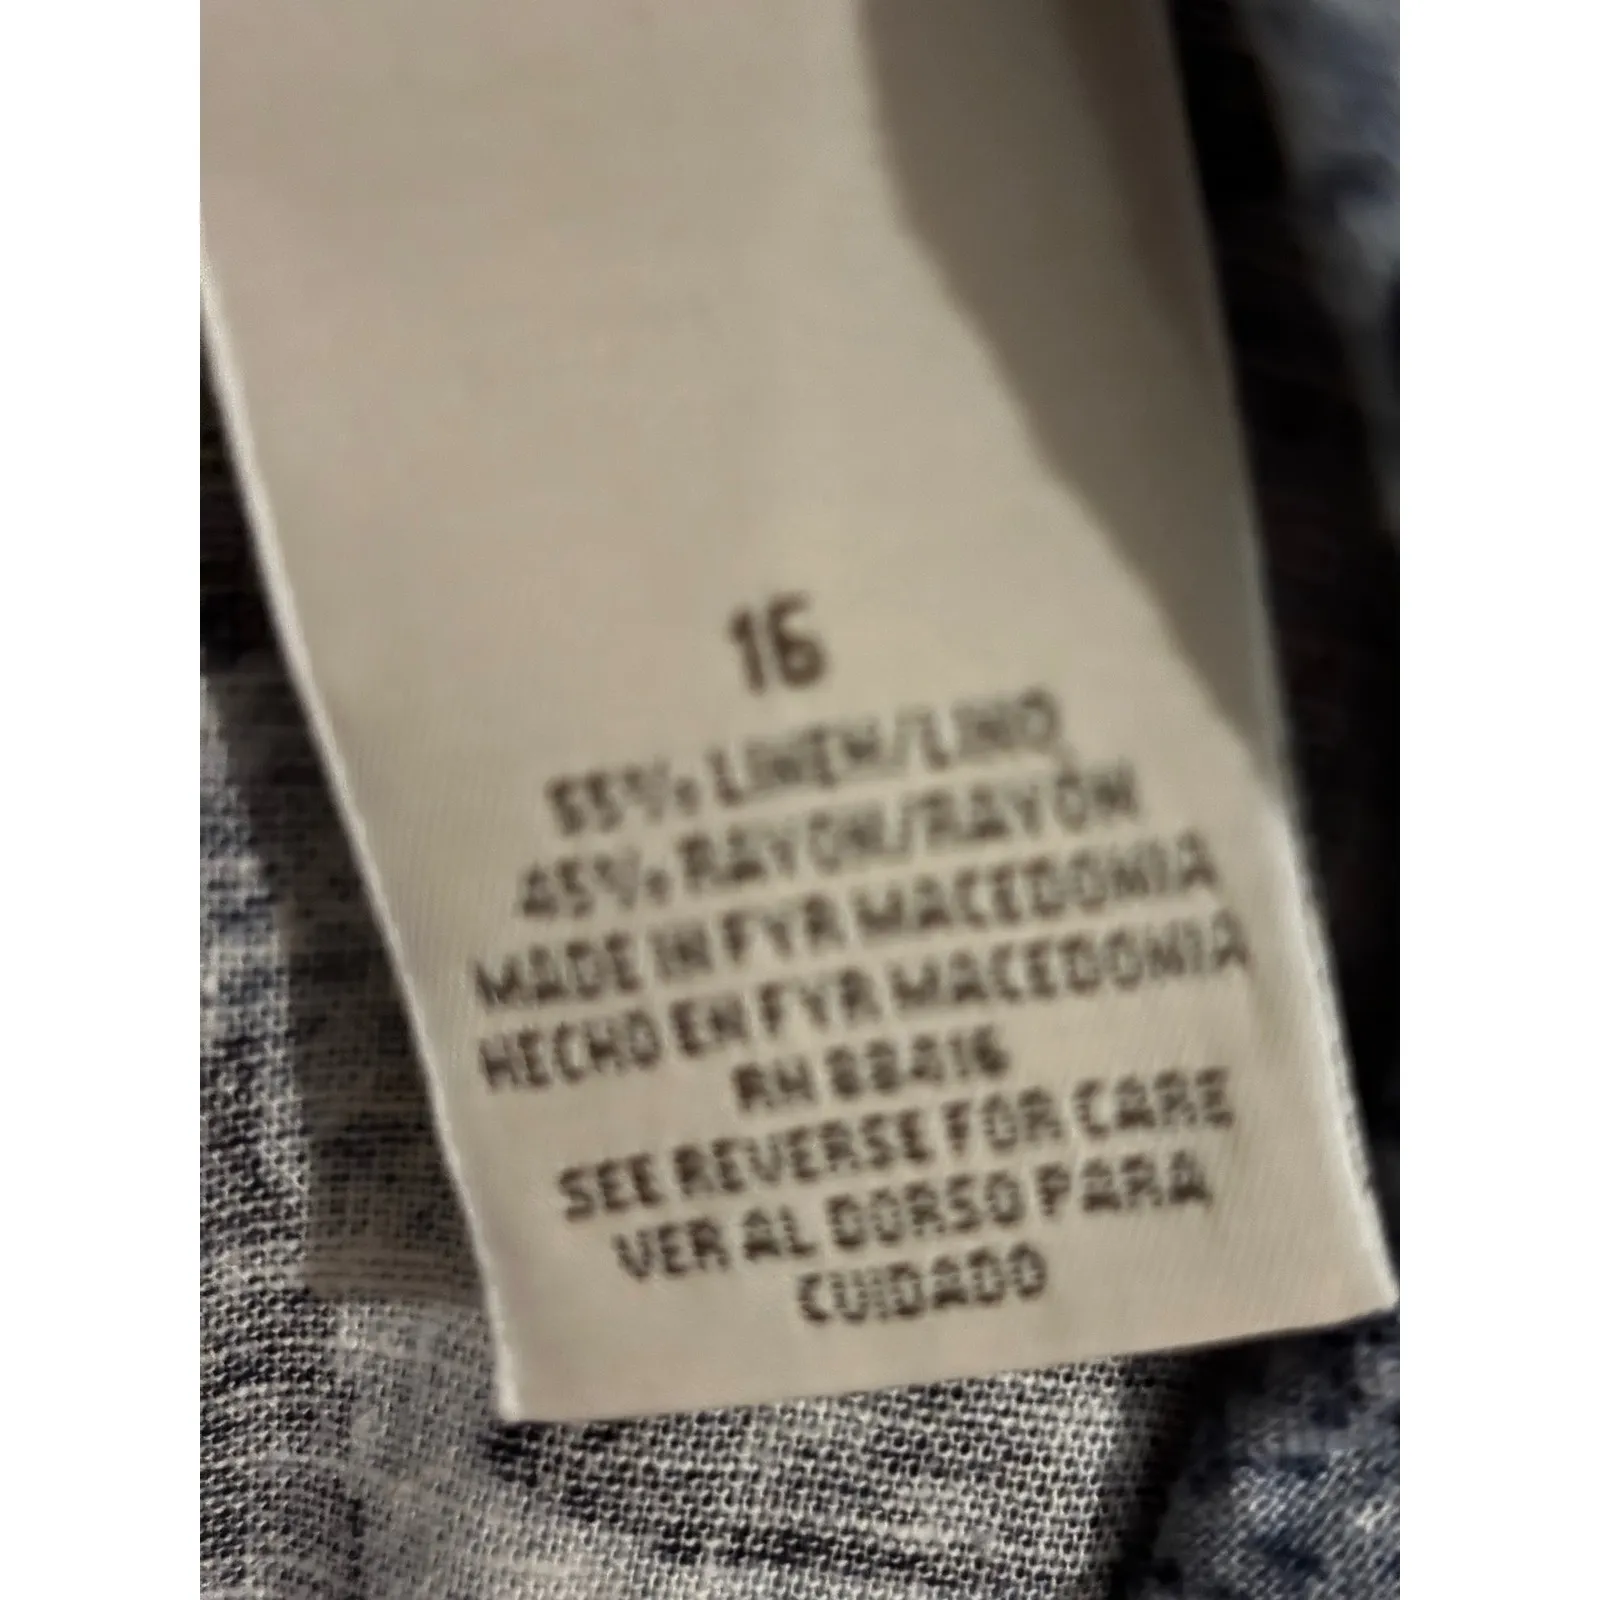 16
55% LINEN/LINO
45% RAYON/RAYON
MADE IN FYR MACEDONIA
HECHO EN FYR MACEDONIA
RN 88416
SEE REVERSE FOR CARE
VER AL DORSO PARA
CUIDADO